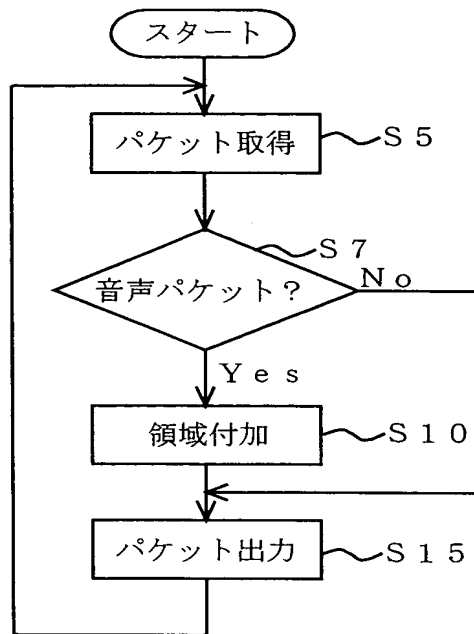 スタート
パケット取得
S5
S7
音声パケット？
No
Yes
領域付加
S10
パケット出力
S15